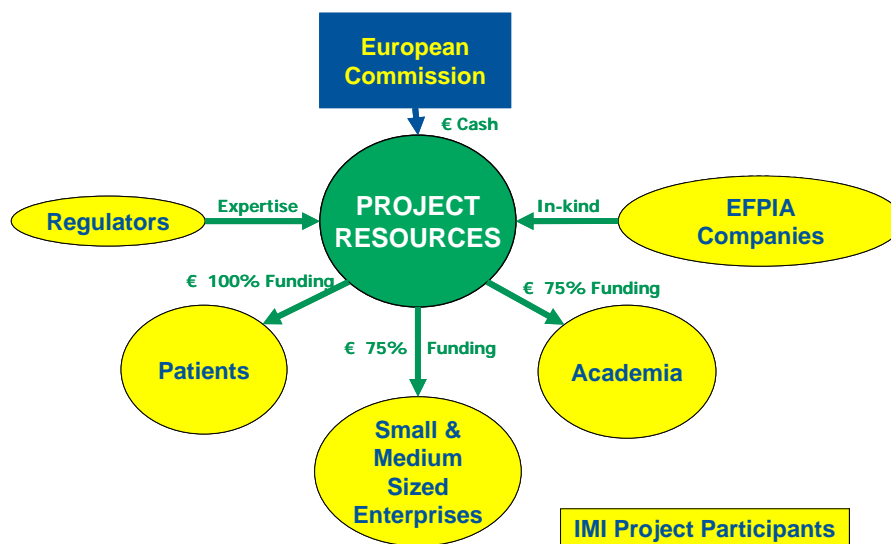 European
Commission
€ Cash
Regulators
Expertise
PROJECT
RESOURCES
In-kind
EFPIA
Companies
€ 100% Funding
€ 75% Funding
Patients
€ 75% Funding
Academia
Small &
Medium
Sized
Enterprises
IMI Project Participants